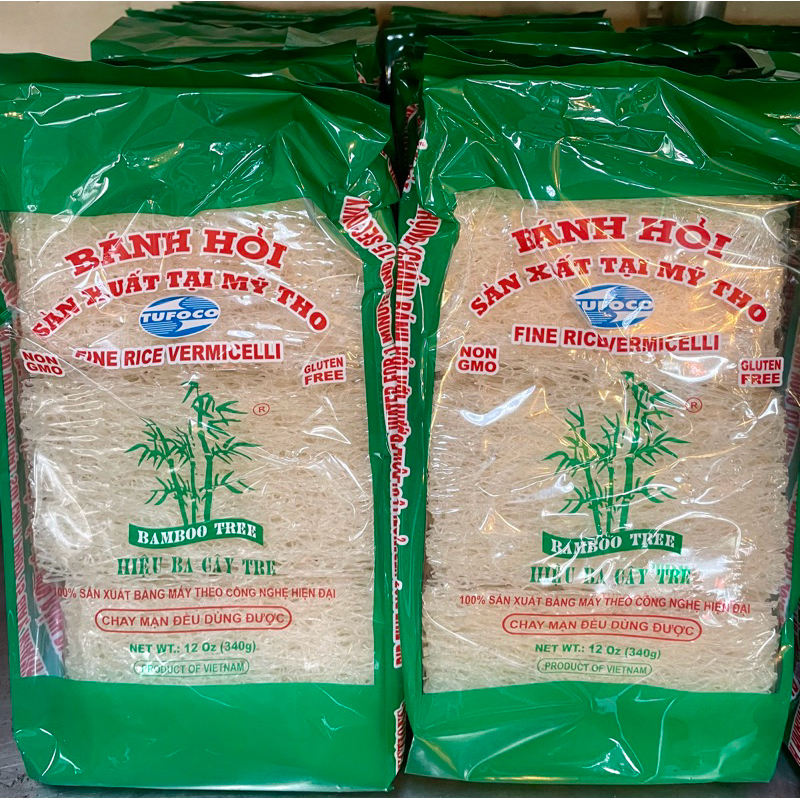 BÁNH HỎI
SẢN XUẤT TẠI MỸ THO
TUFOCO
FINE RICE VERMICELLI
NON
GMO
GLUTEN
FREE
®
BAMBOO TREE
HIỆU BA CÂY TRE
100% SẢN XUẤT BẰNG MÁY THEO CÔNG NGHỆ HIỆN ĐẠI
CHAY MẠN ĐỀU DÙNG ĐƯỢC
NET WT.: 12 Oz (340g)
PRODUCT OF VIETNAM
BÁNH HỎI
SẢN XUẤT TẠI MỸ THO
TUFOCO
FINE RICE VERMICELLI
NON
GMO
GLUTEN
FREE
®
BAMBOO TREE
HIỆU BA CÂY TRE
100% SẢN XUẤT BẰNG MÁY THEO CÔNG NGHỆ HIỆN ĐẠI
CHAY MẠN ĐỀU DÙNG ĐƯỢC
NET WT.: 12 Oz (340g)
PRODUCT OF VIETNAM